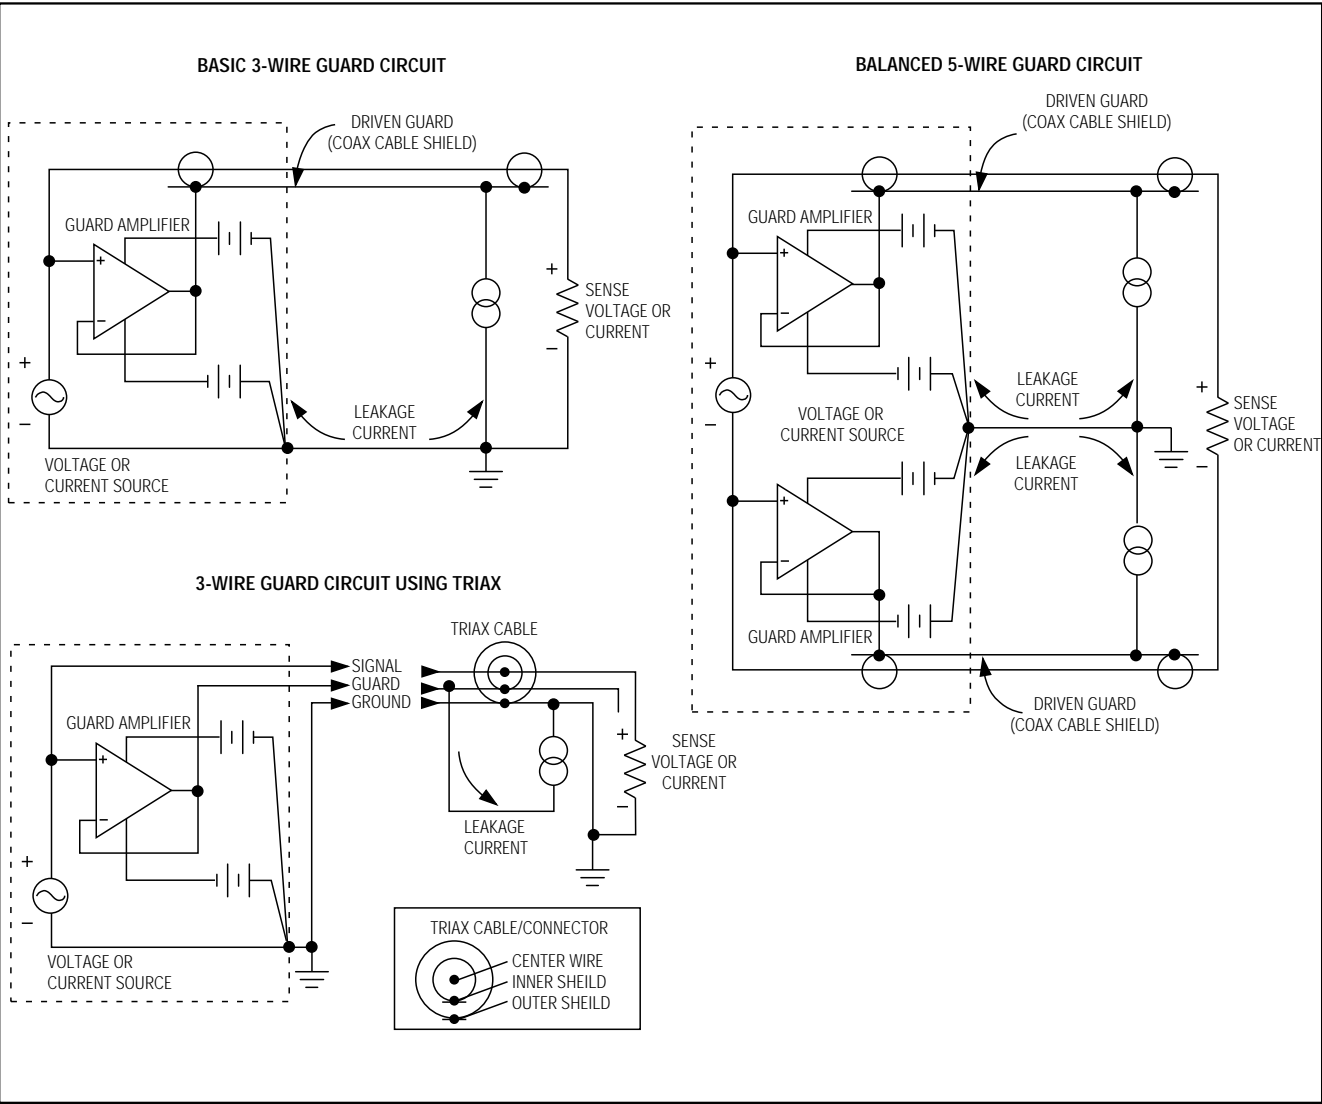 BASIC 3-WIRE GUARD CIRCUIT
DRIVEN GUARD
(COAX CABLE SHIELD)
GUARD AMPLIFIER
+
−
+
−
VOLTAGE OR
CURRENT SOURCE
LEAKAGE
CURRENT
+
−
SENSE
VOLTAGE OR
CURRENT
BALANCED 5-WIRE GUARD CIRCUIT
DRIVEN GUARD
(COAX CABLE SHIELD)
GUARD AMPLIFIER
+
−
+
−
VOLTAGE OR
CURRENT SOURCE
LEAKAGE
CURRENT
LEAKAGE
CURRENT
+
−
SENSE
VOLTAGE
OR CURRENT
+
−
GUARD AMPLIFIER
DRIVEN GUARD
(COAX CABLE SHIELD)
3-WIRE GUARD CIRCUIT USING TRIAX
TRIAX CABLE
SIGNAL
GUARD
GROUND
GUARD AMPLIFIER
+
−
+
−
VOLTAGE OR
CURRENT SOURCE
LEAKAGE
CURRENT
+
−
SENSE
VOLTAGE OR
CURRENT
TRIAX CABLE/CONNECTOR
CENTER WIRE
INNER SHEILD
OUTER SHEILD